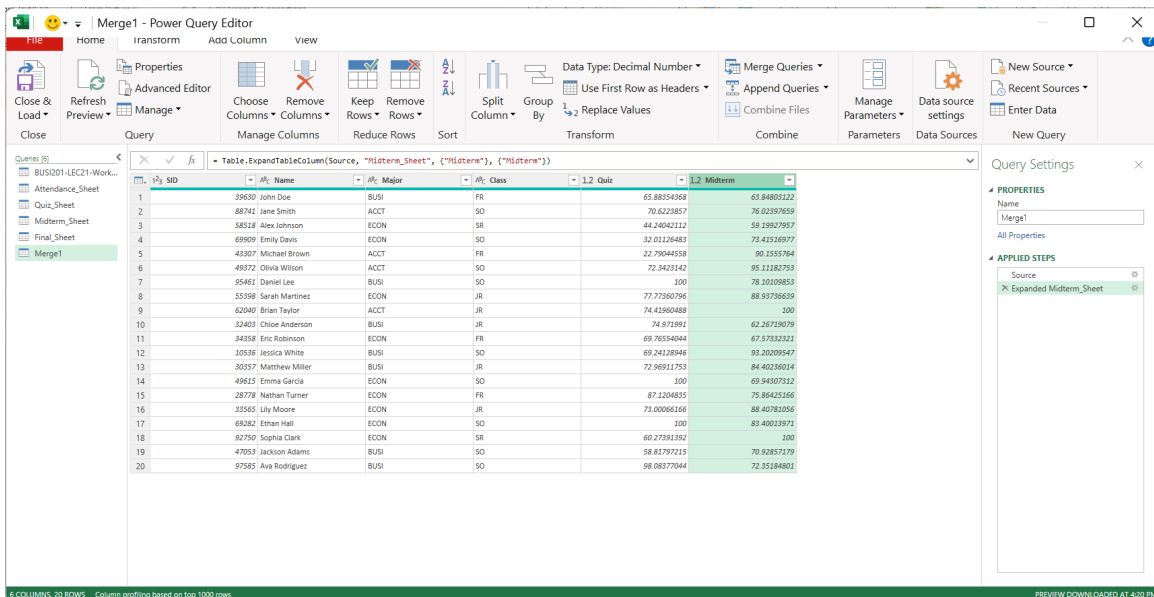 Merge1 - Power Query Editor
File Home Transform Add Column View
Close & Load
Close
Refresh Preview
Properties
Advanced Editor
Manage
Query
Choose Columns
Remove Columns
Manage Columns
Keep Rows
Remove Rows
Reduce Rows
Sort
Split Column
Group By
Data Type: Decimal Number
Use First Row as Headers
Replace Values
Transform
Merge Queries
Append Queries
Combine Files
Combine
Manage Parameters
Parameters
Data source settings
Data Sources
New Source
Recent Sources
Enter Data
New Query
Queries [6]
BUSI201-LEC21-Work...
Attendance_Sheet
Quiz_Sheet
Midterm_Sheet
Final_Sheet
Merge1
= Table.ExpandTableColumn(Source, "Midterm_Sheet", {"Midterm"}, {"Midterm"})
SID Name Major Class 1.2 Quiz 1.2 Midterm
1 39630 John Doe BUSI FR 65.88354368 63.84803122
2 88741 Jane Smith ACCT SO 70.6223857 76.02397659
3 58518 Alex Johnson ECON SR 44.24042112 59.19927957
4 69909 Emily Davis ECON SO 32.01126483 73.41516977
5 43307 Michael Brown ACCT FR 22.79044558 90.1555764
6 49372 Olivia Wilson ACCT SO 72.3423142 95.11182753
7 95461 Daniel Lee BUSI SO 100 78.10109853
8 55398 Sarah Martinez ECON JR 77.77360796 88.93736639
9 62040 Brian Taylor ACCT JR 74.41960488 100
10 32403 Chloe Anderson BUSI JR 74.971991 62.26719079
11 34358 Eric Robinson ECON FR 69.76554044 67.57332321
12 10536 Jessica White BUSI SO 69.24128946 93.20209547
13 30357 Matthew Miller BUSI JR 72.96911753 84.40236014
14 49615 Emma Garcia ECON SO 100 69.94307312
15 28778 Nathan Turner ECON FR 87.1204835 75.86425166
16 33565 Lily Moore ECON JR 73.00066166 88.40781056
17 69282 Ethan Hall ECON SO 100 83.40013971
18 92750 Sophia Clark ECON SR 60.27391392 100
19 47053 Jackson Adams BUSI SO 58.81797215 70.92857179
20 97585 Ava Rodriguez BUSI SO 98.08377044 72.35184801
Query Settings
PROPERTIES
Name
Merge1
All Properties
APPLIED STEPS
Source
Expanded Midterm_Sheet
6 COLUMNS, 20 ROWS Column profiling based on top 1000 rows
PREVIEW DOWNLOADED AT 4:20 PM